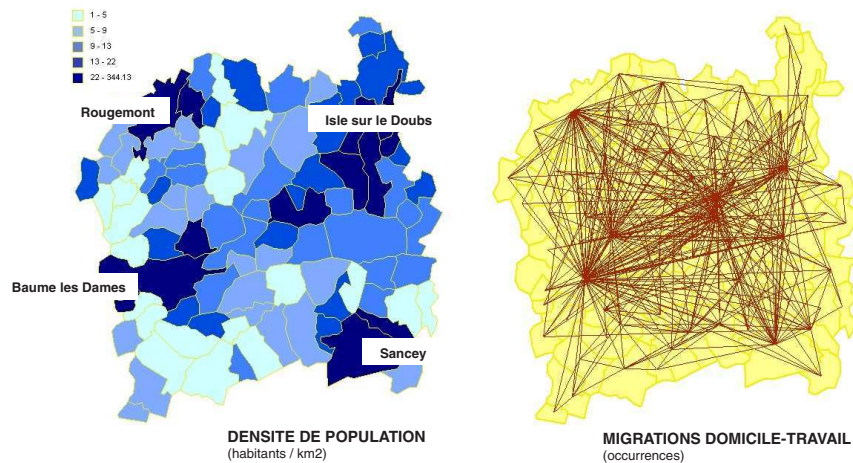 1 - 5
5 - 9
9 - 13
13 - 22
22 - 344.13
Rougemont
Isle sur le Doubs
Baume les Dames
Sancey
DENSITE DE POPULATION
(habitants / km2)
MIGRATIONS DOMICILE-TRAVAIL
(occurrences)